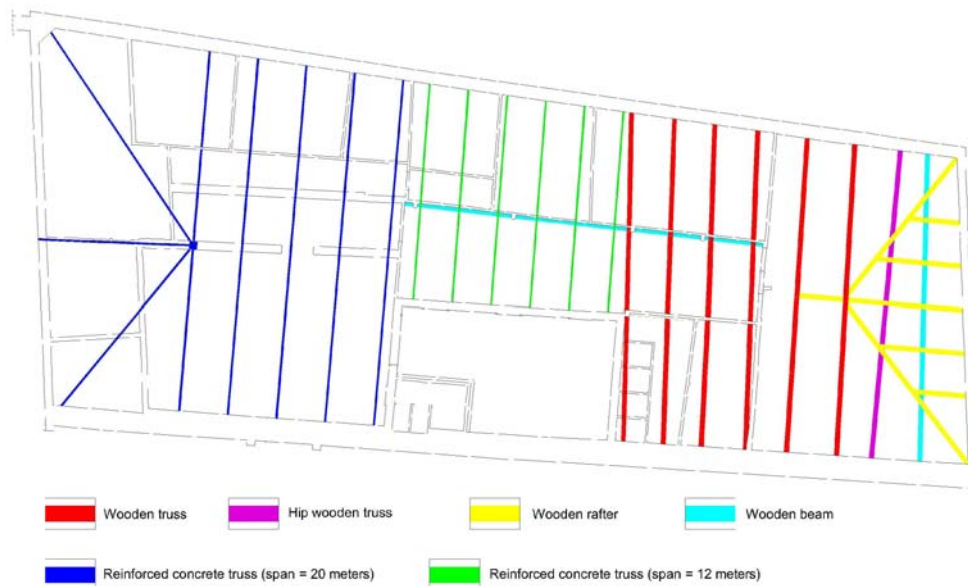 Wooden truss Hip wooden truss Wooden rafter Wooden beam
Reinforced concrete truss (span = 20 meters) Reinforced concrete truss (span = 12 meters)